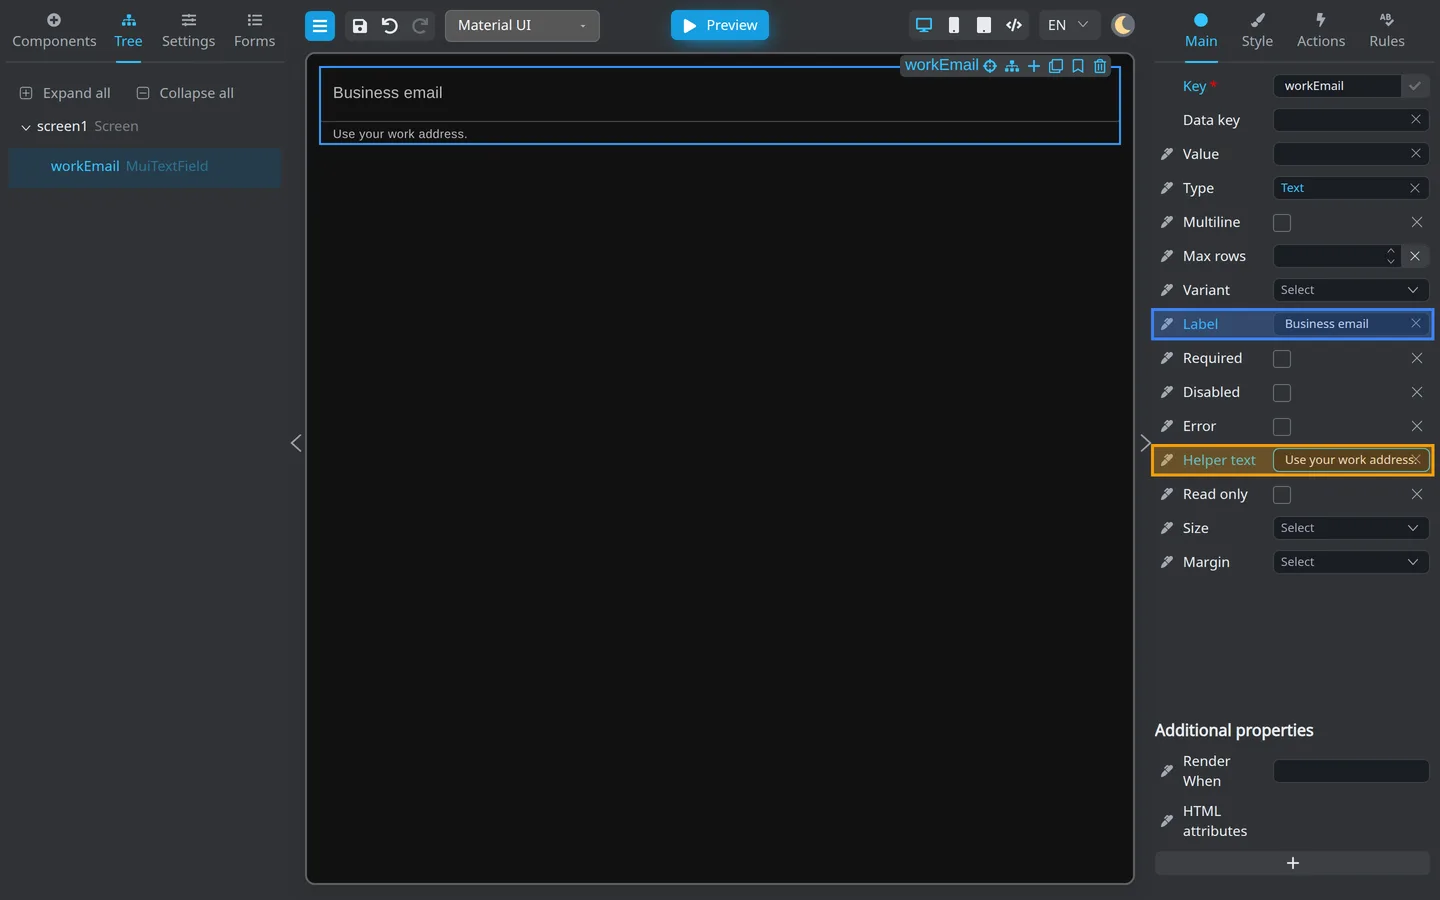 Components Tree Settings Forms
Material UI
Preview
EN
Main Style Actions Rules
Expand all Collapse all
screen1 Screen
workEmail MuiTextField
workEmail
Business email
Use your work address.
Key * workEmail
Data key
Value
Type Text
Multiline
Max rows
Variant Select
Label Business email
Required
Disabled
Error
Helper text Use your work address.
Read only
Size Select
Margin Select
Additional properties
Render
When
HTML
attributes